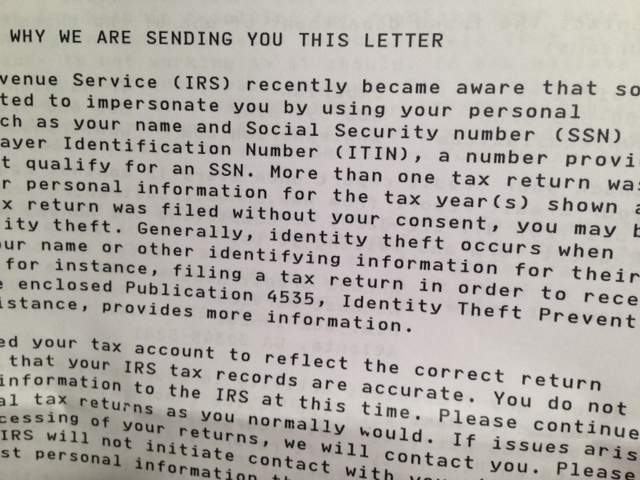 WHY WE ARE SENDING YOU THIS LETTER
venue Service (IRS) recently became aware that so
ted to impersonate you by using your personal
ch as your name and Social Security number (SSN)
ayer Identification Number (ITIN), a number provi
t qualify for an SSN. More than one tax return was
r personal information for the tax year(s) shown a
x return was filed without your consent, you may b
ity theft. Generally, identity theft occurs when
our name or other identifying information for their
for instance, filing a tax return in order to rece
e enclosed Publication 4535, Identity Theft Prevent
istance, provides more information.
ed your tax account to reflect the correct return
that your IRS tax records are accurate. You do not
information to the IRS at this time. Please continue
al tax returns as you normally would. If issues aris
cessing of your returns, we will contact you. Please
IRS will not initiate contact with
st personal information